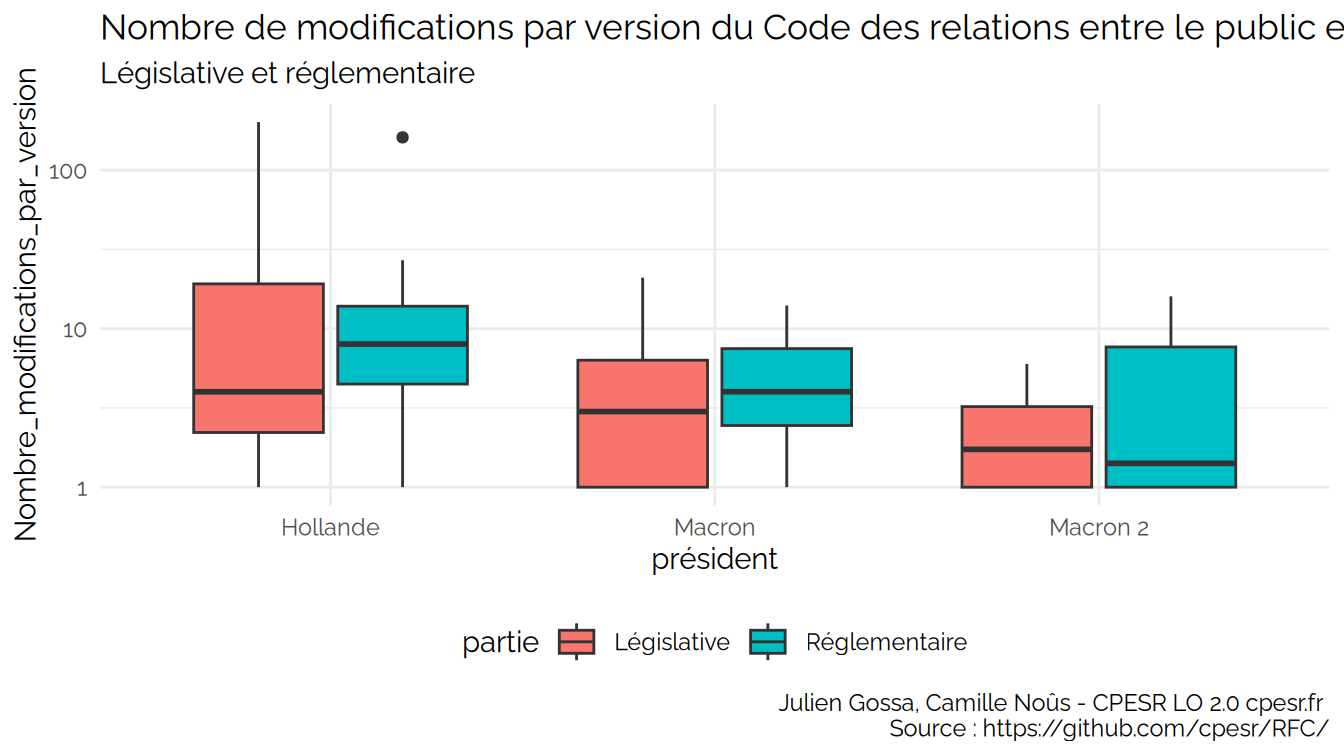 Nombre de modifications par version du Code des relations entre le public e
Législative et réglementaire
Nombre_modifications_par_version
100
10
1
Hollande
Macron
Macron 2
président
partie
Législative
Réglementaire
Julien Gossa, Camille Noûs - CPESR LO 2.0 cpesr.fr
Source : https://github.com/cpesr/RFC/